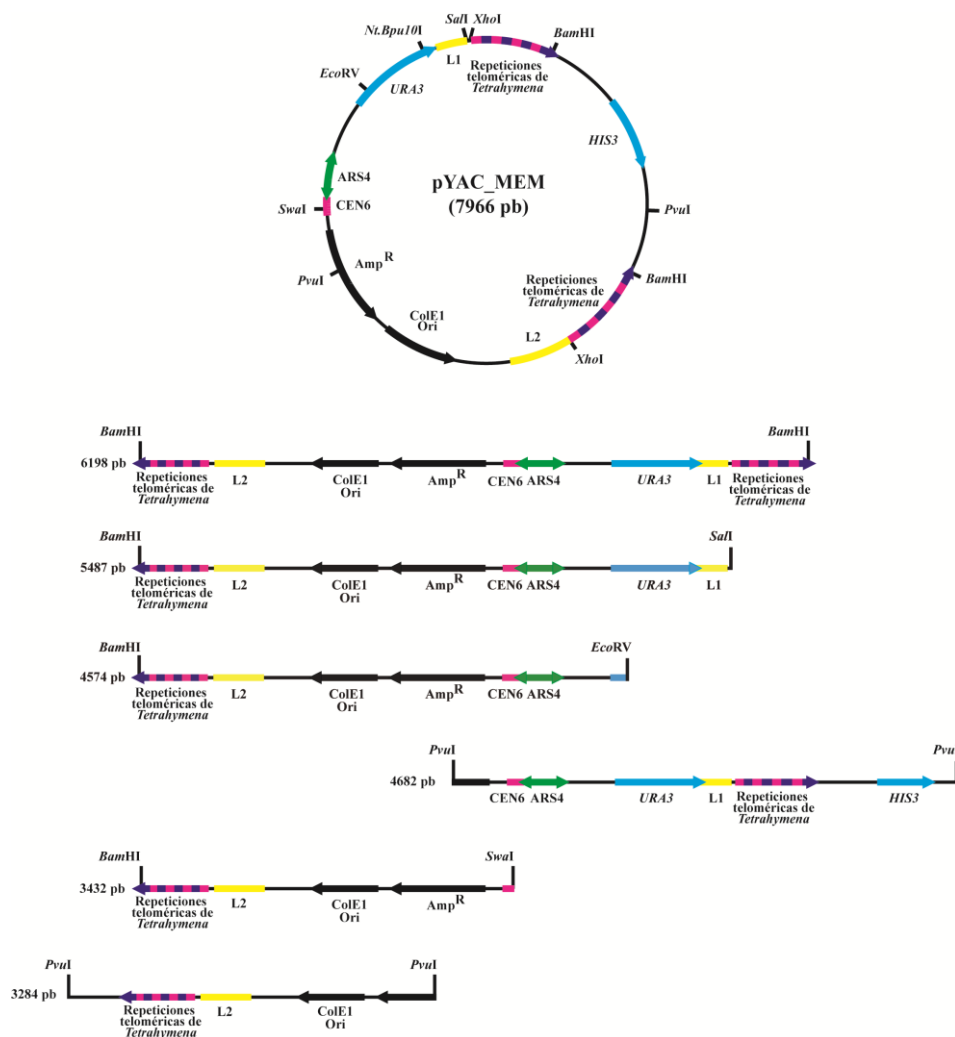 SalI XhoI
Nt.Bpu10I
BamHI
L1
Repeticiones
teloméricas de
Tetrahymena
EcoRV
URA3
HIS3
ARS4
pYAC_MEM
(7966 pb)
CEN6
SwaI
PvuI
AmpR
PvuI
Repeticiones
teloméricas de
Tetrahymena
BamHI
ColE1
Ori
L2
XhoI
BamHI
BamHI
6198 pb
Repeticiones
teloméricas de
Tetrahymena
L2
ColE1
Ori
AmpR
CEN6 ARS4
URA3
L1
Repeticiones
teloméricas de
Tetrahymena
BamHI
SalI
5487 pb
Repeticiones
teloméricas de
Tetrahymena
L2
ColE1
Ori
AmpR
CEN6 ARS4
URA3
L1
BamHI
EcoRV
4574 pb
Repeticiones
teloméricas de
Tetrahymena
L2
ColE1
Ori
AmpR
CEN6 ARS4
PvuI
Pvu
4682 pb
CEN6 ARS4
URA3
L1
Repeticiones
teloméricas de
Tetrahymena
HIS3
BamHI
SwaI
3432 pb
Repeticiones
teloméricas de
Tetrahymena
L2
ColE1
Ori
AmpR
PvuI
PvuI
3284 pb
Repeticiones
teloméricas de
Tetrahymena
L2
ColE1
Ori